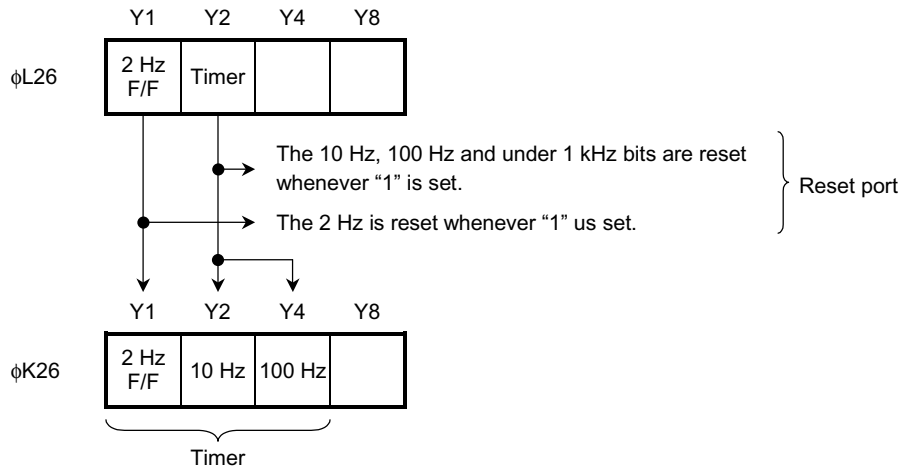 Y1 Y2 Y4 Y8
ϕL26
2 Hz
F/F
Timer
The 10 Hz, 100 Hz and under 1 kHz bits are reset
whenever “1” is set.
Reset port
The 2 Hz is reset whenever “1” us set.
Y1 Y2 Y4 Y8
ϕK26
2 Hz
F/F
10 Hz
100 Hz
Timer